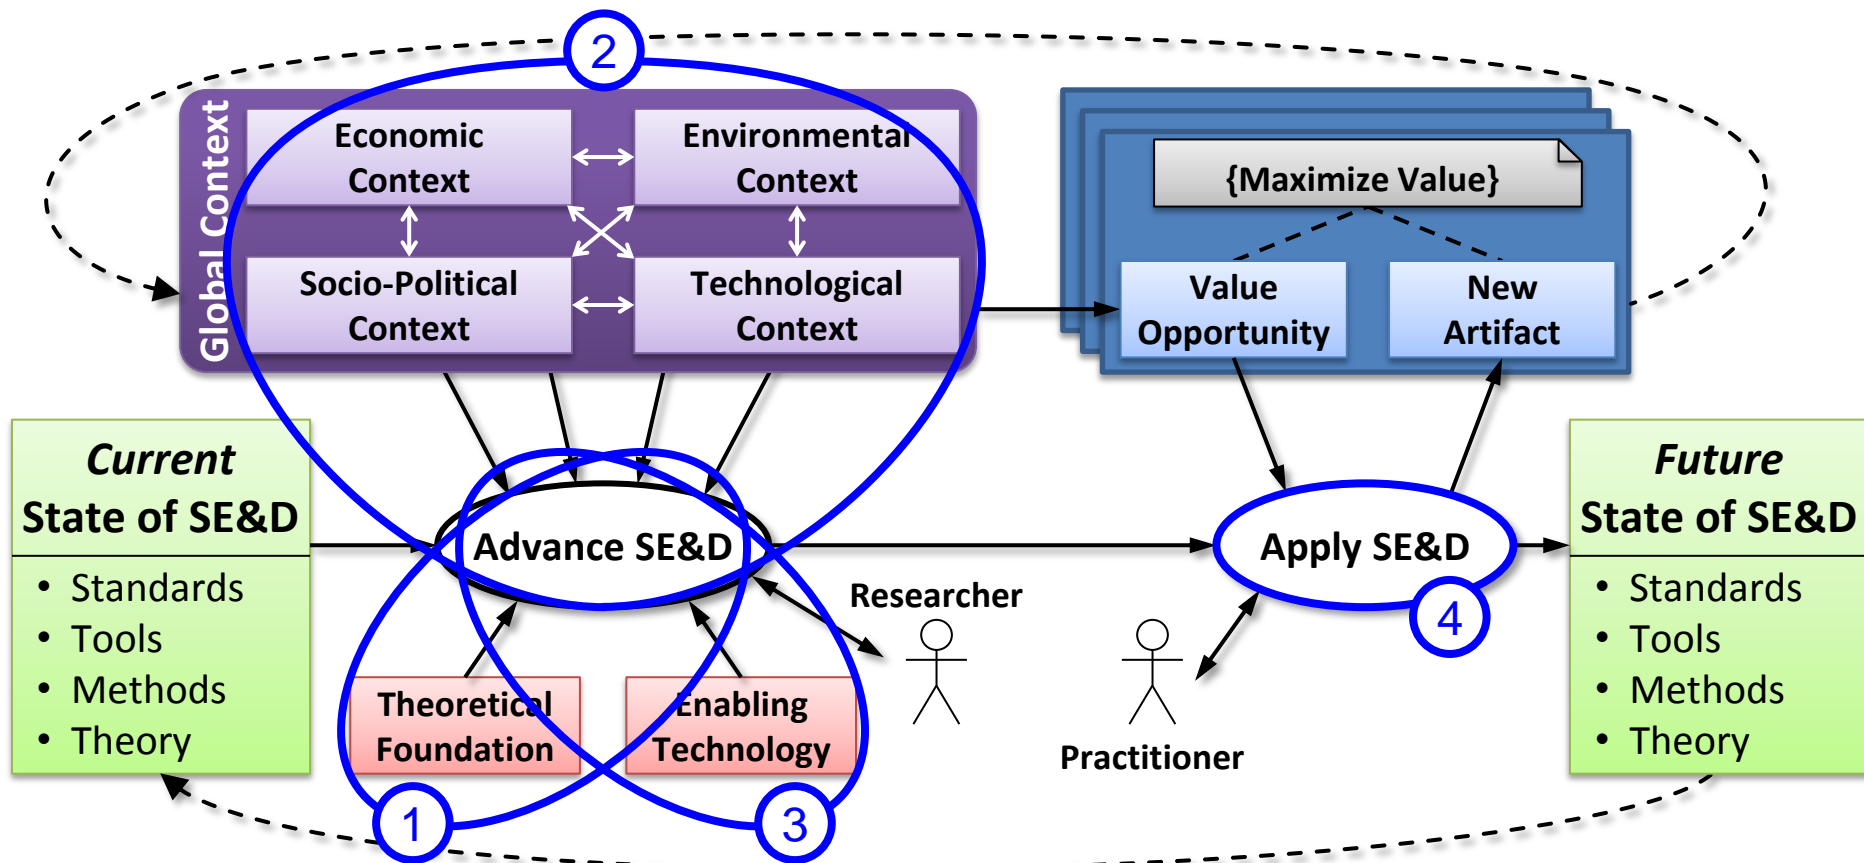 2
Global Context
Economic
Context
Environmental
Context
Socio-Political
Context
Technological
Context
{Maximize Value}
Value
Opportunity
New
Artifact
Current
State of SE&D
• Standards
• Tools
• Methods
• Theory
Advance SE&D
Apply SE&D
4
Researcher
Practitioner
Theoretical
Foundation
Enabling
Technology
1
3
Future
State of SE&D
• Standards
• Tools
• Methods
• Theory